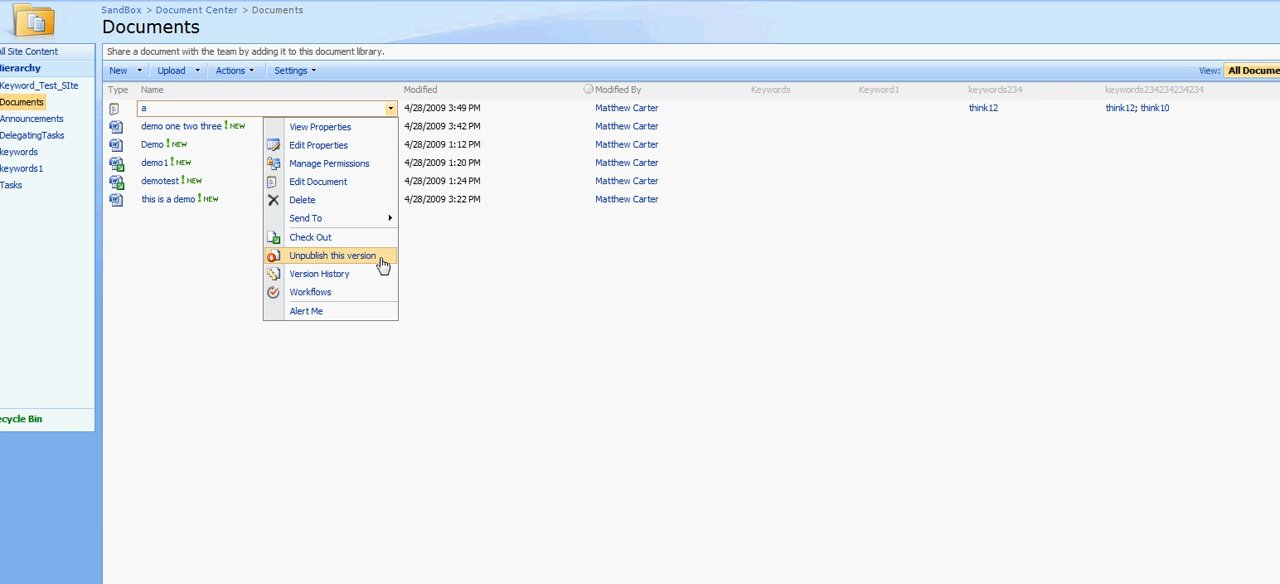 SandBox > Document Center > Documents
Documents
Share a document with the team by adding it to this document library.
All Site Content
Hierarchy
Keyword_Test_SIte
Documents
Announcements
DelegatingTasks
keywords
keywords1
Tasks
Recycle Bin
New Upload Actions Settings View: All Docume
Type Name Modified Modified By Keywords Keyword1 keywords234 keywords234234234234
a 4/28/2009 3:49 PM Matthew Carter think12 think12; think10
demo one two three ! NEW 4/28/2009 3:42 PM Matthew Carter
Demo ! NEW 4/28/2009 1:12 PM Matthew Carter
demo1 ! NEW 4/28/2009 1:20 PM Matthew Carter
demotest ! NEW 4/28/2009 1:24 PM Matthew Carter
this is a demo ! NEW 4/28/2009 3:22 PM Matthew Carter
View Properties
Edit Properties
Manage Permissions
Edit Document
Delete
Send To
Check Out
Unpublish this version
Version History
Workflows
Alert Me